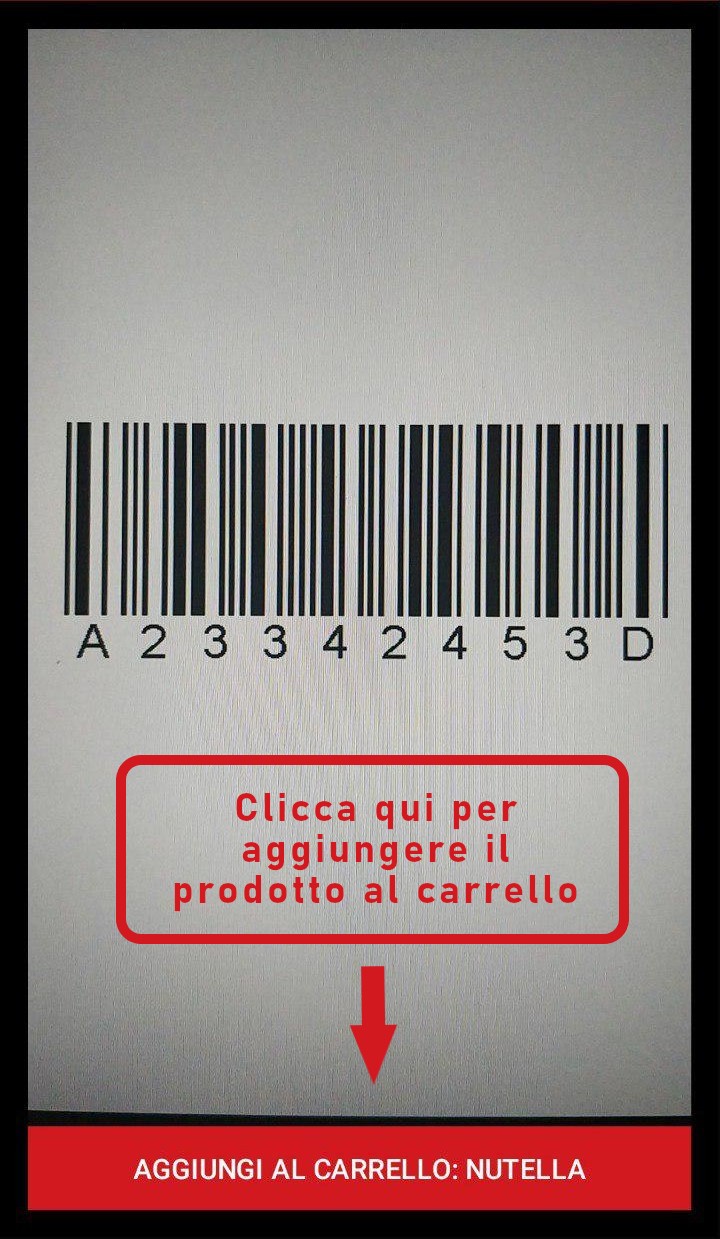 A 2 3 3 4 2 4 5 3 D
Clicca qui per
aggiungere il
prodotto al carrello
AGGIUNGI AL CARRELLO: NUTELLA